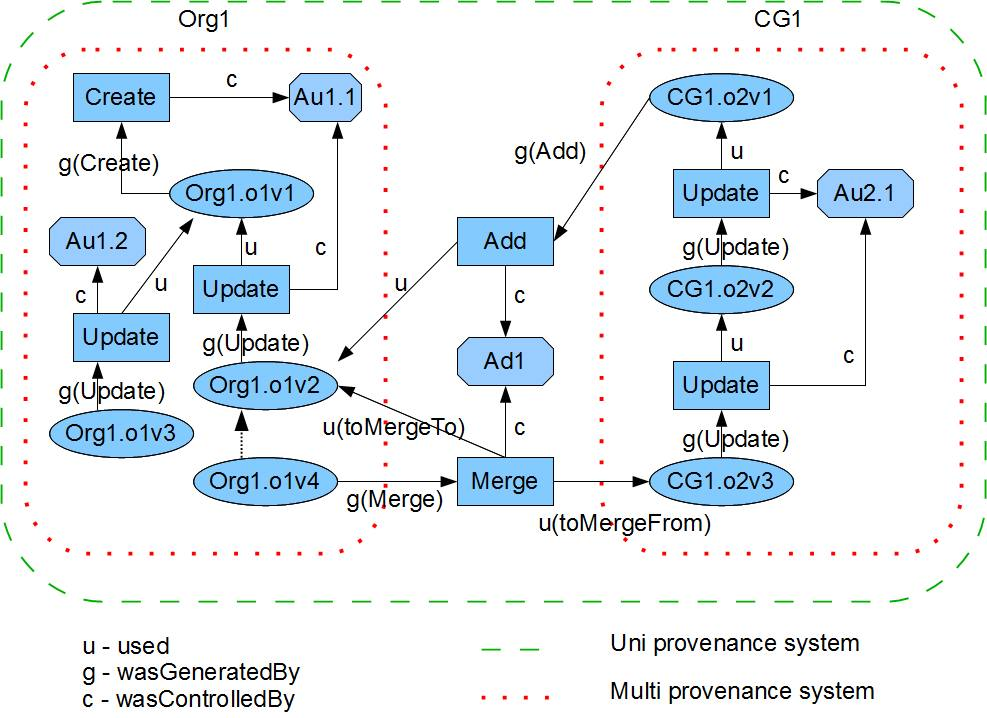 Org1
CG1
Create
c
Au1.1
CG1.o2v1
g(Create)
g(Add)
u
Org1.o1v1
Update
c
Au2.1
Au1.2
u
c
Add
g(Update)
c
u
Update
u
c
CG1.o2v2
Update
g(Update)
Ad1
u
c
g(Update)
Org1.o1v2
Update
Org1.o1v3
u(toMergeTo)
c
g(Update)
Org1.o1v4
g(Merge)
Merge
CG1.o2v3
u(toMergeFrom)
u - used
g - wasGeneratedBy
c - wasControlledBy
Uni provenance system
Multi provenance system